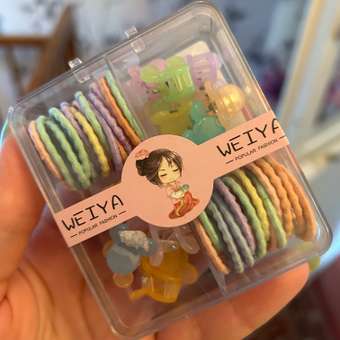 WEIYA
— POPULAR FASHION —
WEIYA
— POPULAR FASHION —